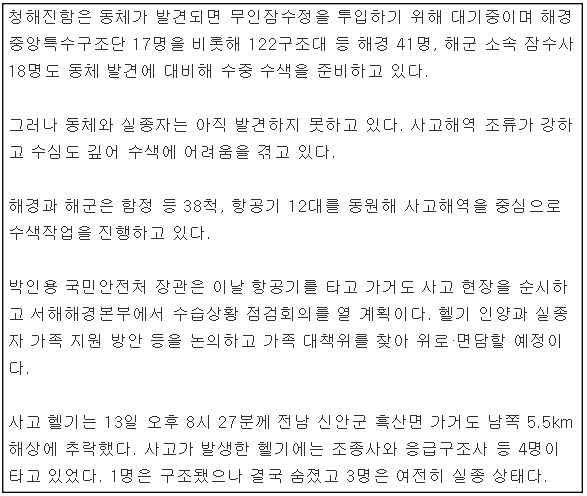 청해진함은 동체가 발견되면 무인잠수정을 투입하기 위해 대기중이며 해경
중앙특수구조단 17명을 비롯해 122구조대 등 해경 41명, 해군 소속 잠수사
18명도 동체 발견에 대비해 수중 수색을 준비하고 있다.
그러나 동체와 실종자는 아직 발견하지 못하고 있다. 사고해역 조류가 강하
고 수심도 깊어 수색에 어려움을 겪고 있다.
해경과 해군은 함정 등 38척, 항공기 12대를 동원해 사고해역을 중심으로
수색작업을 진행하고 있다.
박인용 국민안전처 장관은 이날 항공기를 타고 가거도 사고 현장을 순시하
고 서해해경본부에서 수습상황 점검회의를 열 계획이다. 헬기 인양과 실종
자 가족 지원 방안 등을 논의하고 가족 대책위를 찾아 위로·면담할 예정이
다.
사고 헬기는 13일 오후 8시 27분께 전남 신안군 흑산면 가거도 남쪽 5.5km
해상에 추락했다. 사고가 발생한 헬기에는 조종사와 응급구조사 등 4명이
타고 있었다. 1명은 구조됐으나 결국 숨졌고 3명은 여전히 실종 상태다.